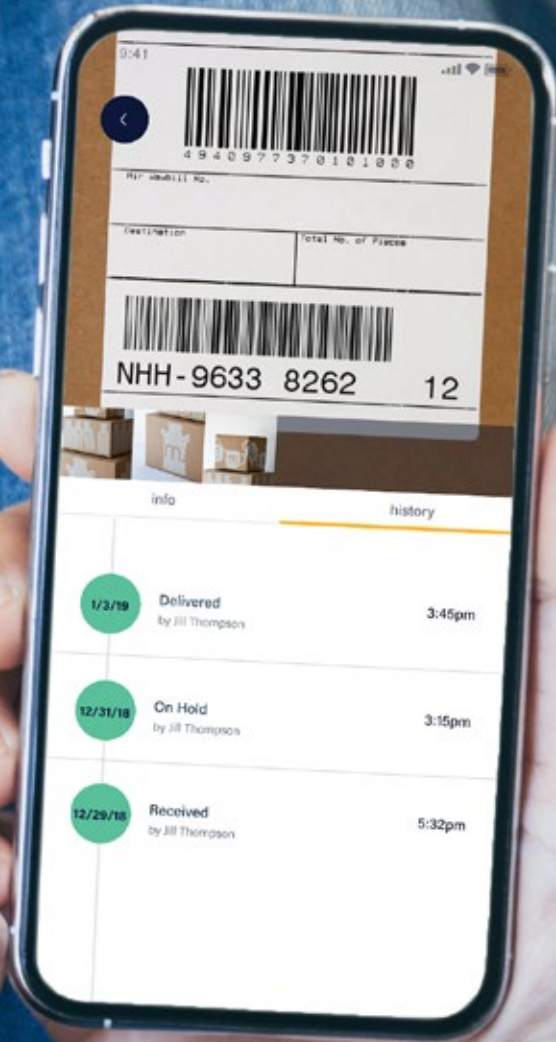 9:41
4940977370101000
Air Waybill No.
Destination
Total No. of Pieces
NHH-9633 8262 12
info
history
1/3/19
Delivered
3:45pm
by Jill Thompson
12/31/18
On Hold
3:15pm
by Jill Thompson
12/29/18
Received
5:32pm
by Jill Thompson